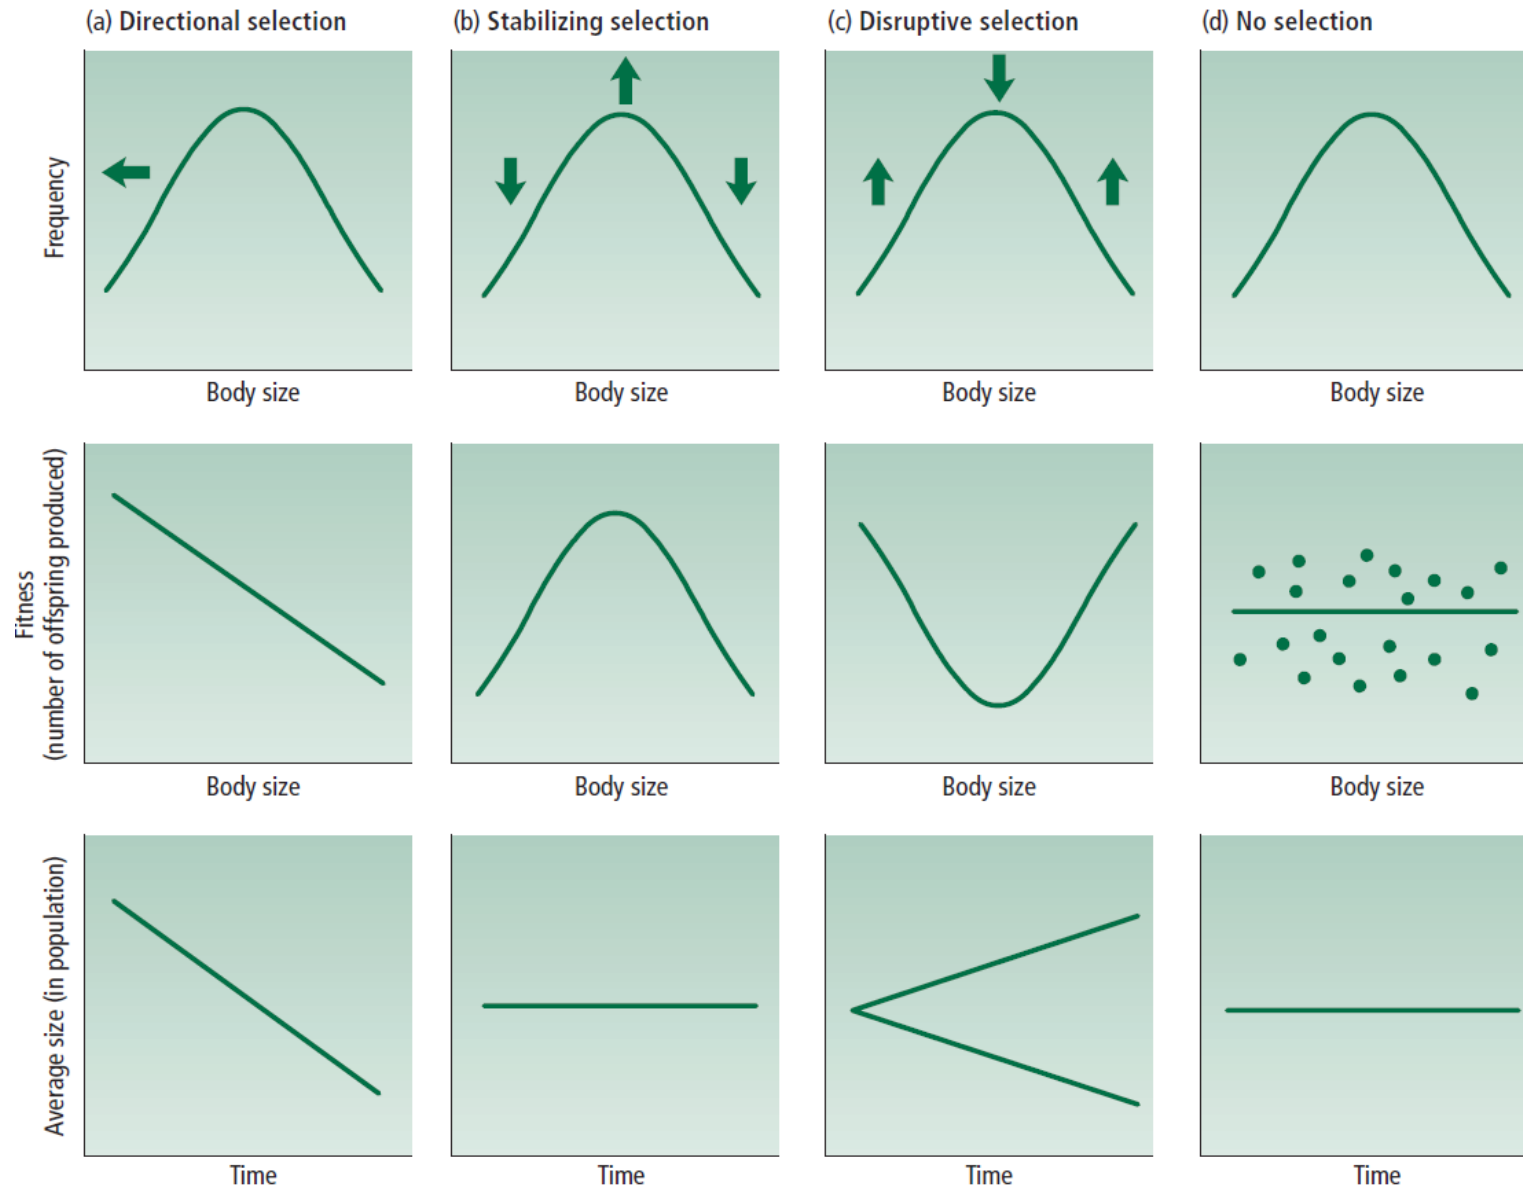 (a) Directional selection
(b) Stabilizing selection
(c) Disruptive selection
(d) No selection
Frequency
Body size
Body size
Body size
Body size
Fitness
(number of offspring produced)
Body size
Body size
Body size
Body size
Average size (in population)
Time
Time
Time
Time